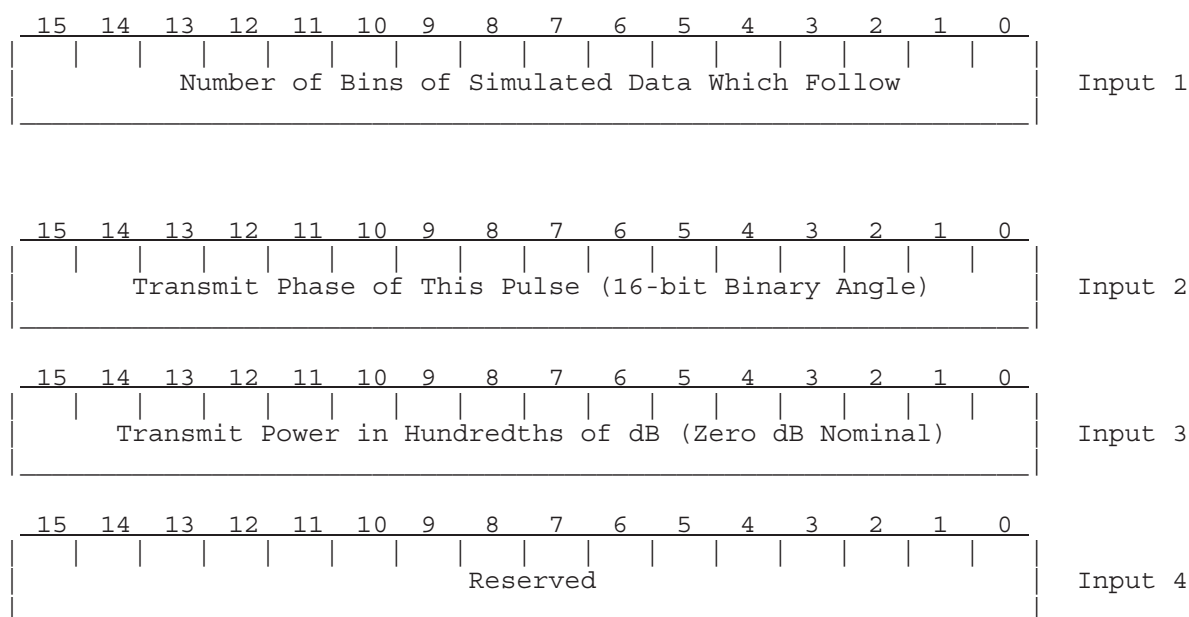 15 14 13 12 11 10 9 8 7 6 5 4 3 2 1 0
Number of Bins of Simulated Data Which Follow Input 1
15 14 13 12 11 10 9 8 7 6 5 4 3 2 1 0
Transmit Phase of This Pulse (16-bit Binary Angle) Input 2
15 14 13 12 11 10 9 8 7 6 5 4 3 2 1 0
Transmit Power in Hundredths of dB (Zero dB Nominal) Input 3
15 14 13 12 11 10 9 8 7 6 5 4 3 2 1 0
Reserved Input 4